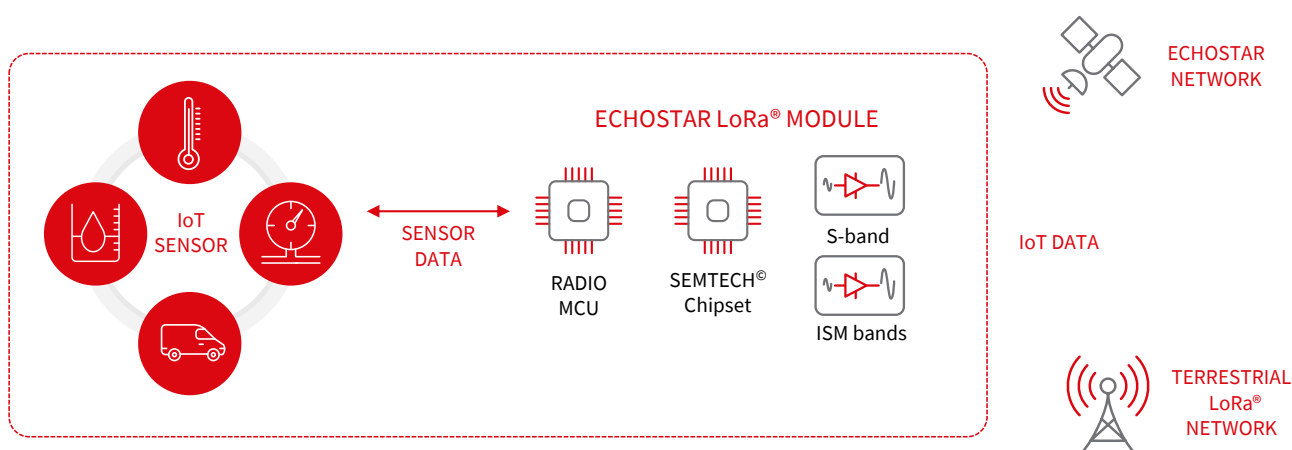 ECHOSTAR
NETWORK
ECHOSTAR LoRa® MODULE
IoT
SENSOR
SENSOR
DATA
RADIO
MCU
SEMTECH©
Chipset
S-band
ISM bands
IoT DATA
TERRESTRIAL
LoRa®
NETWORK